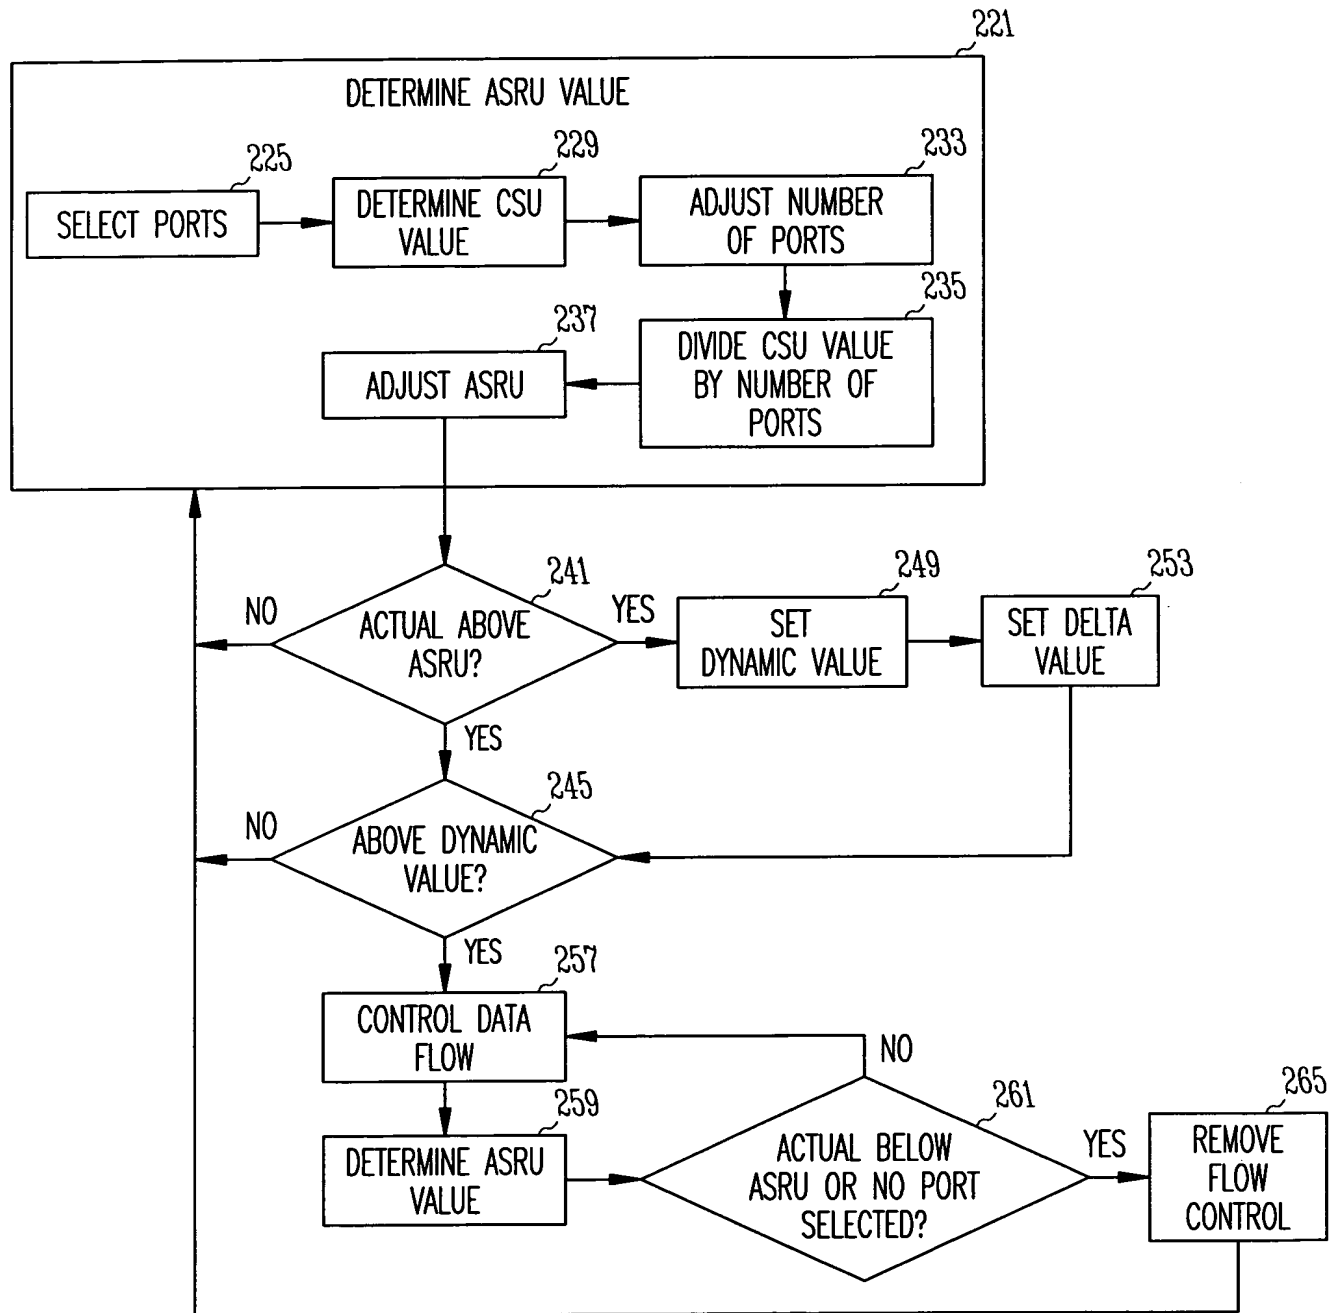 221
DETERMINE ASRU VALUE
225
SELECT PORTS
229
DETERMINE CSU
VALUE
233
ADJUST NUMBER
OF PORTS
235
DIVIDE CSU VALUE
BY NUMBER OF
PORTS
237
ADJUST ASRU
241
ACTUAL ABOVE
ASRU?
NO
YES
249
SET
DYNAMIC VALUE
253
SET DELTA
VALUE
YES
245
ABOVE DYNAMIC
VALUE?
NO
YES
257
CONTROL DATA
FLOW
NO
259
DETERMINE ASRU
VALUE
261
ACTUAL BELOW
ASRU OR NO PORT
SELECTED?
YES
265
REMOVE
FLOW
CONTROL